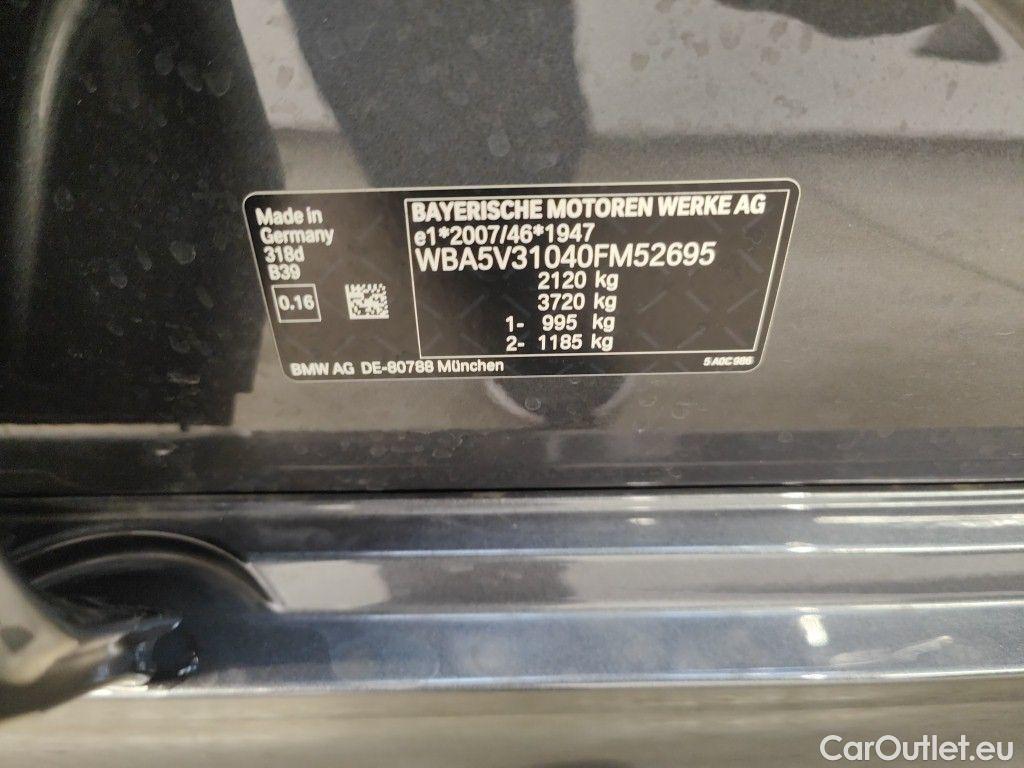 Made in
Germany
318d
B39
0.16
BAYERISCHE MOTOREN WERKE AG
e1*2007/46*1947
WBA5V31040FM52695
2120 kg
3720 kg
1- 995 kg
2- 1185 kg
BMW AG DE-80788 München
5 A0C 986
CarOutlet.eu